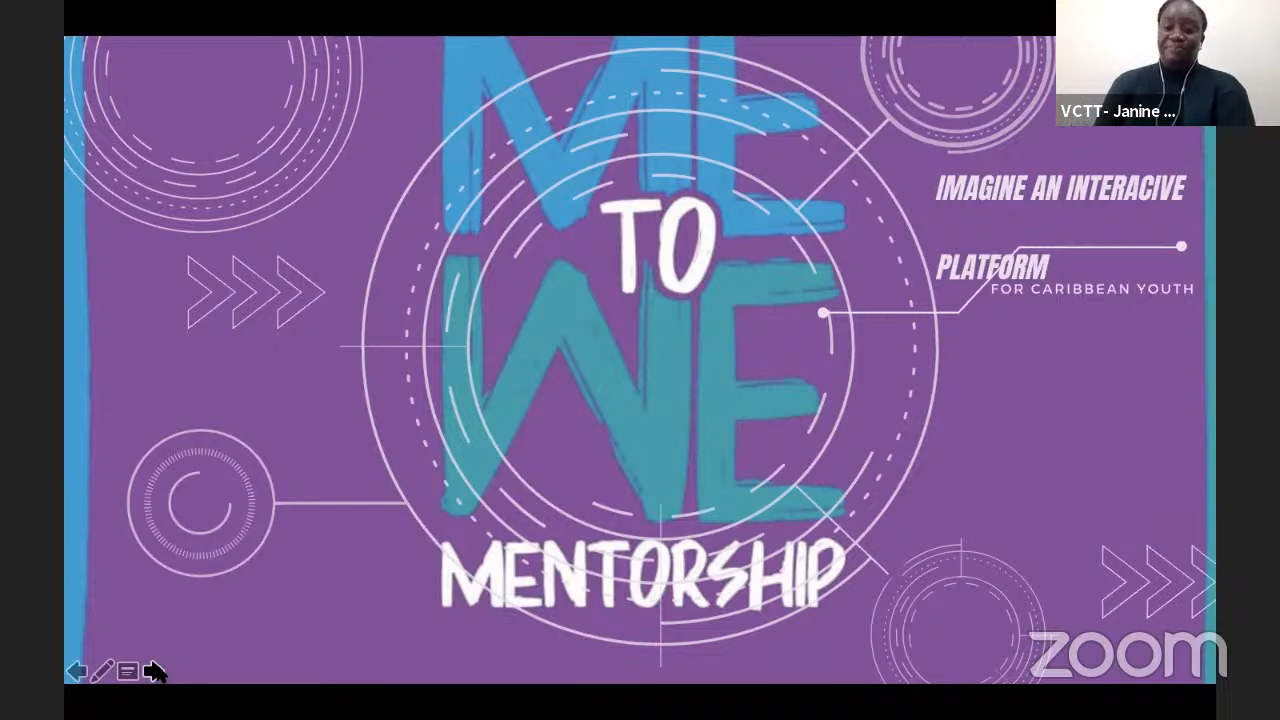 ME
TO
WE
MENTORSHIP
IMAGINE AN INTERACIVE
PLATFORM
FOR CARIBBEAN YOUTH
VCTT- Janine ...
zoom